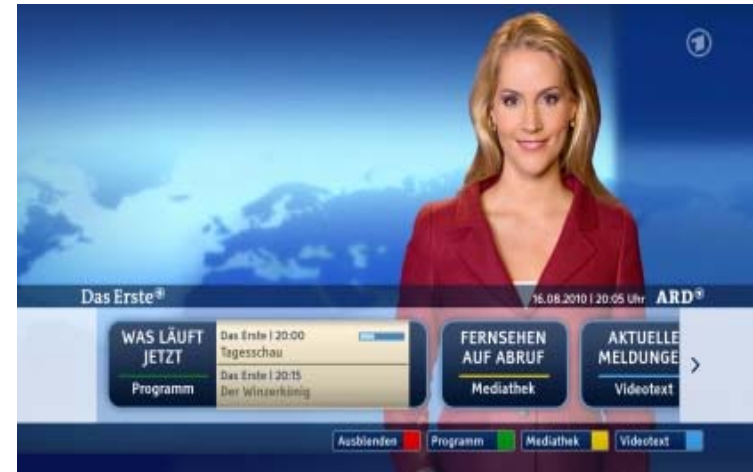 Das Erste
16.08.2010 | 20:05 Uhr ARD
WAS LÄUFT
JETZT
Programm
Das Erste | 20:00
Tagesschau
Das Erste | 20:15
Der Winzerkönig
FERNSEHEN
AUF ABRUF
Mediathek
AKTUELLE
MELDUNGE
Videotext
Ausblenden Programm Mediathek Videotext